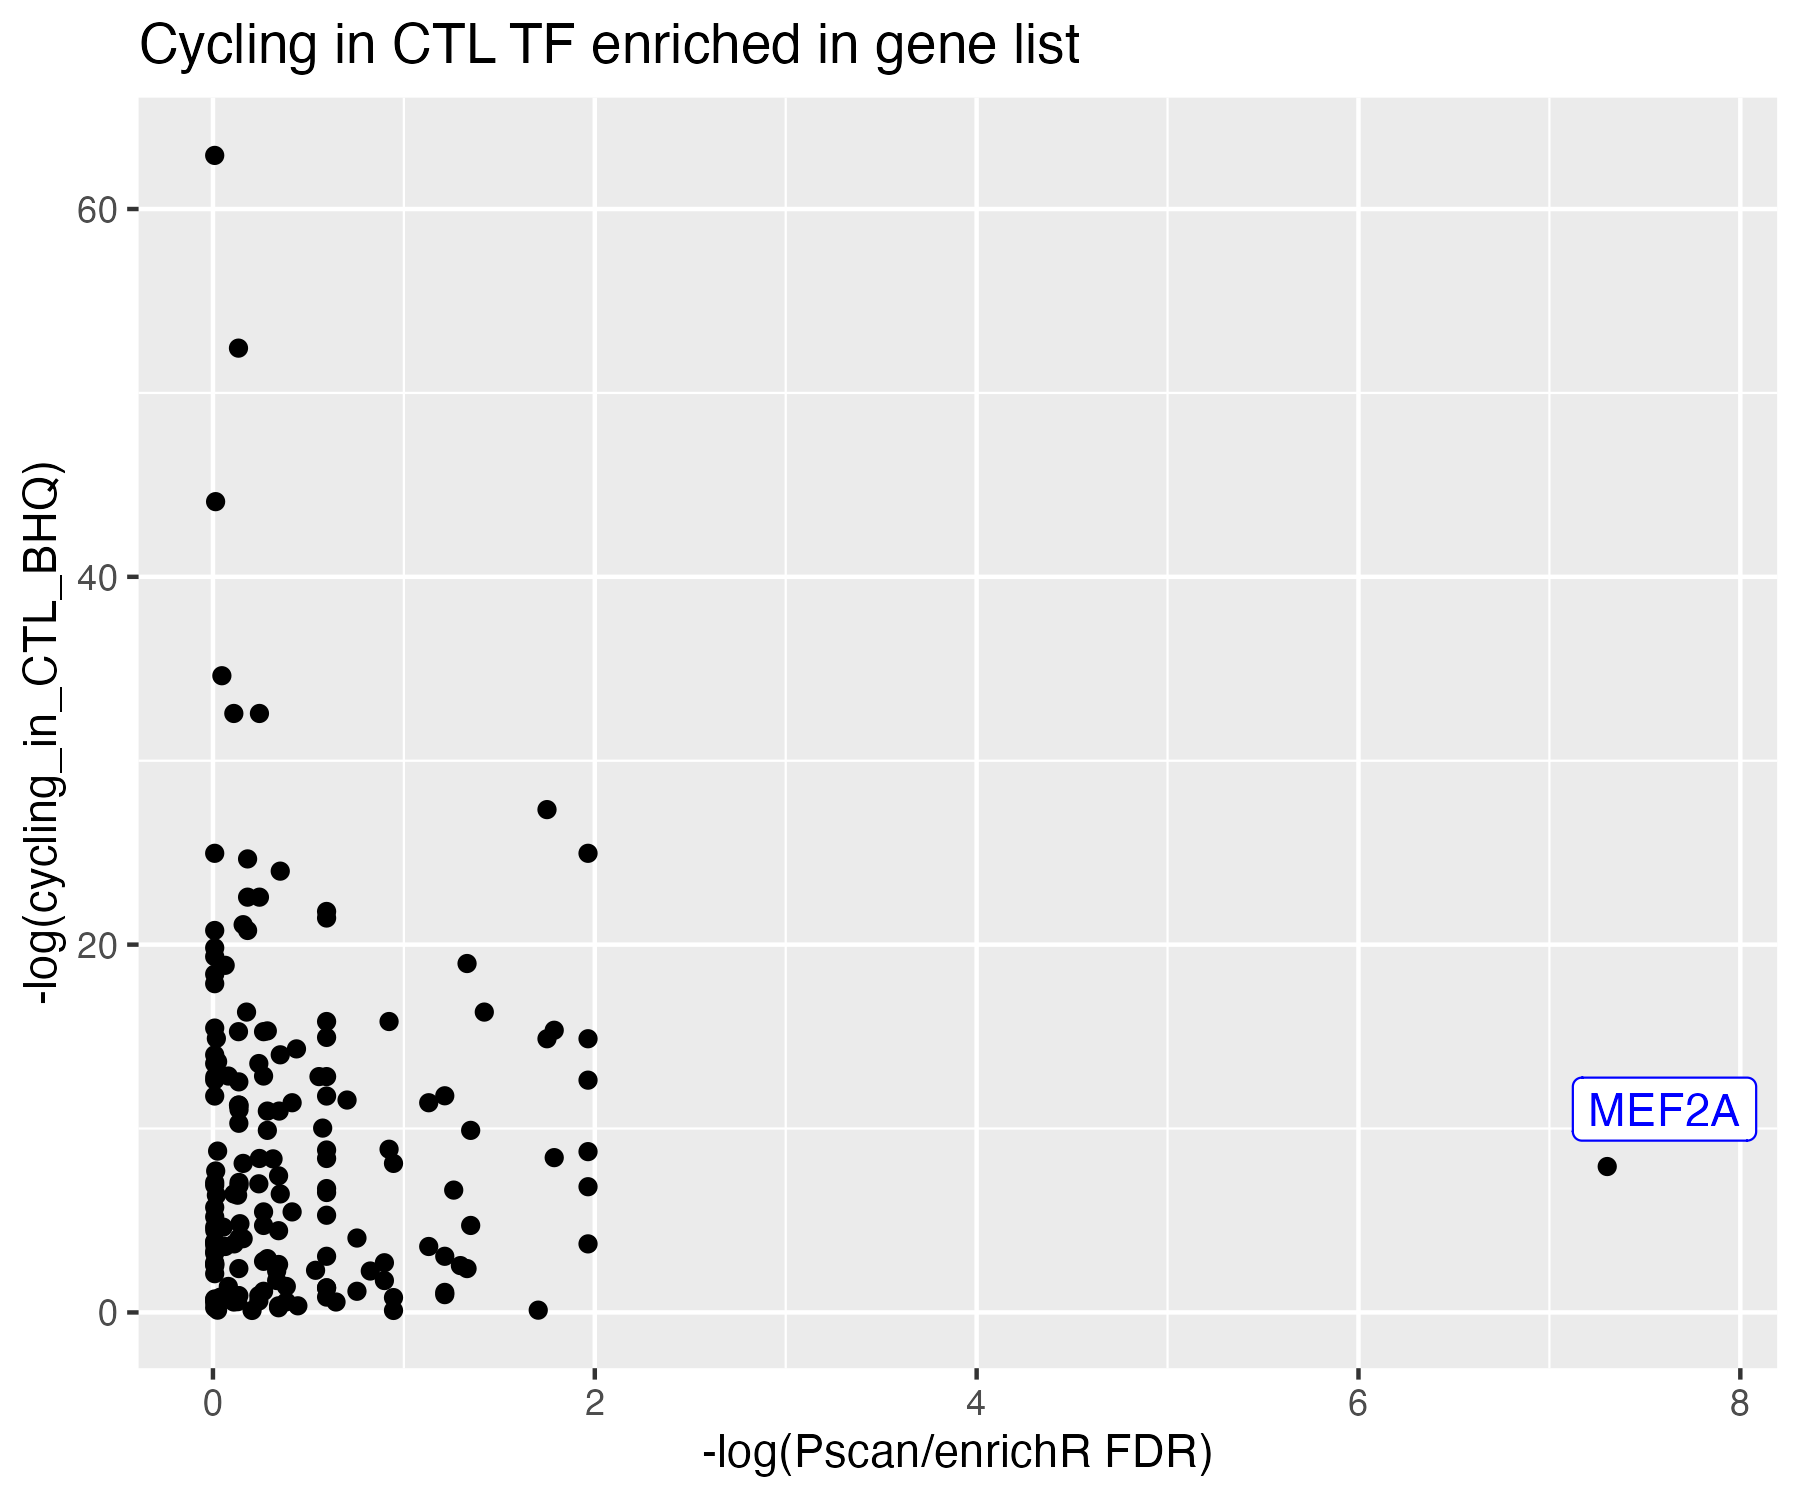 Cycling in CTL TF enriched in gene list
-log(cycling_in_CTL_BHQ)
60
40
20
0
MEF2A
0 2 4 6 8
-log(Pscan/enrichR FDR)